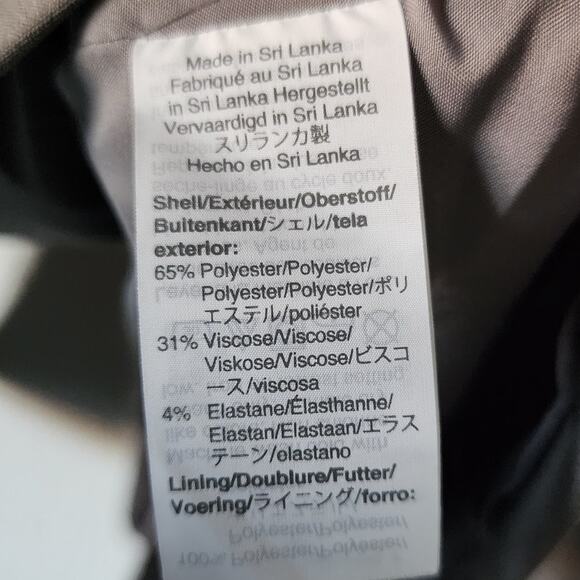 Made in Sri Lanka
Fabriqué au Sri Lanka
in Sri Lanka Hergestellt
Vervaardigd in Sri Lanka
スリランカ製
Hecho en Sri Lanka
Shell/Extérieur/Oberstoff/
Buitenkant/シェル/tela
exterior:
65% Polyester/Polyester/
Polyester/Polyester/ポリ
エステル/poliéster
31% Viscose/Viscose/
Viskose/Viscose/ビスコ
ース/viscosa
4% Elastane/Élasthanne/
Elastan/Elastaan/エラス
テーン/elastano
Lining/Doublure/Futter/
Voering/ライニング/forro: